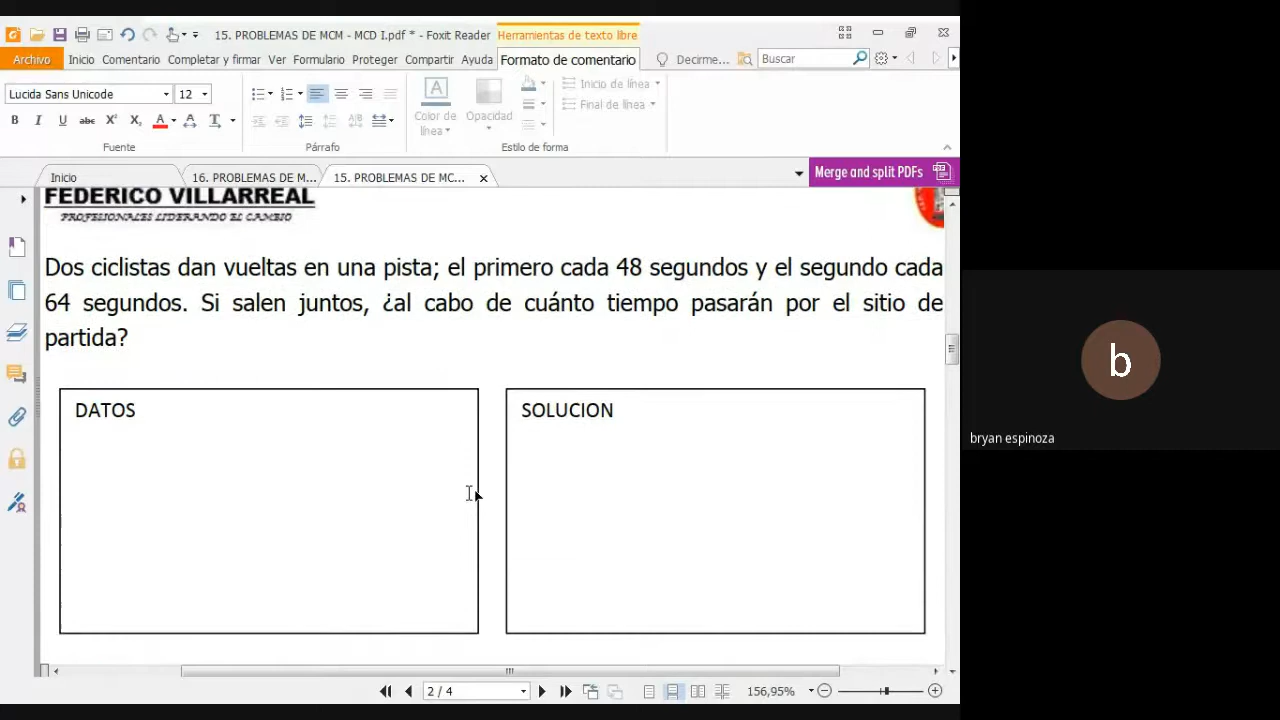 15. PROBLEMAS DE MCM - MCD I.pdf * - Foxit Reader
Herramientas de texto libre
Archivo
Inicio
Comentario
Completar y firmar
Ver
Formulario
Proteger
Compartir
Ayuda
Formato de comentario
Decirme...
Buscar
Lucida Sans Unicode
12
Inicio de línea
Final de línea
Color de línea
Opacidad
Fuente
Párrafo
Estilo de forma
Inicio
16. PROBLEMAS DE M...
15. PROBLEMAS DE MC...
Merge and split PDFs
FEDERICO VILLARREAL
PROFESIONALES LIDERANDO EL CAMBIO
Dos ciclistas dan vueltas en una pista; el primero cada 48 segundos y el segundo cada
64 segundos. Si salen juntos, ¿al cabo de cuánto tiempo pasarán por el sitio de
partida?
DATOS
SOLUCION
b
bryan espinoza
2 / 4
156,95%